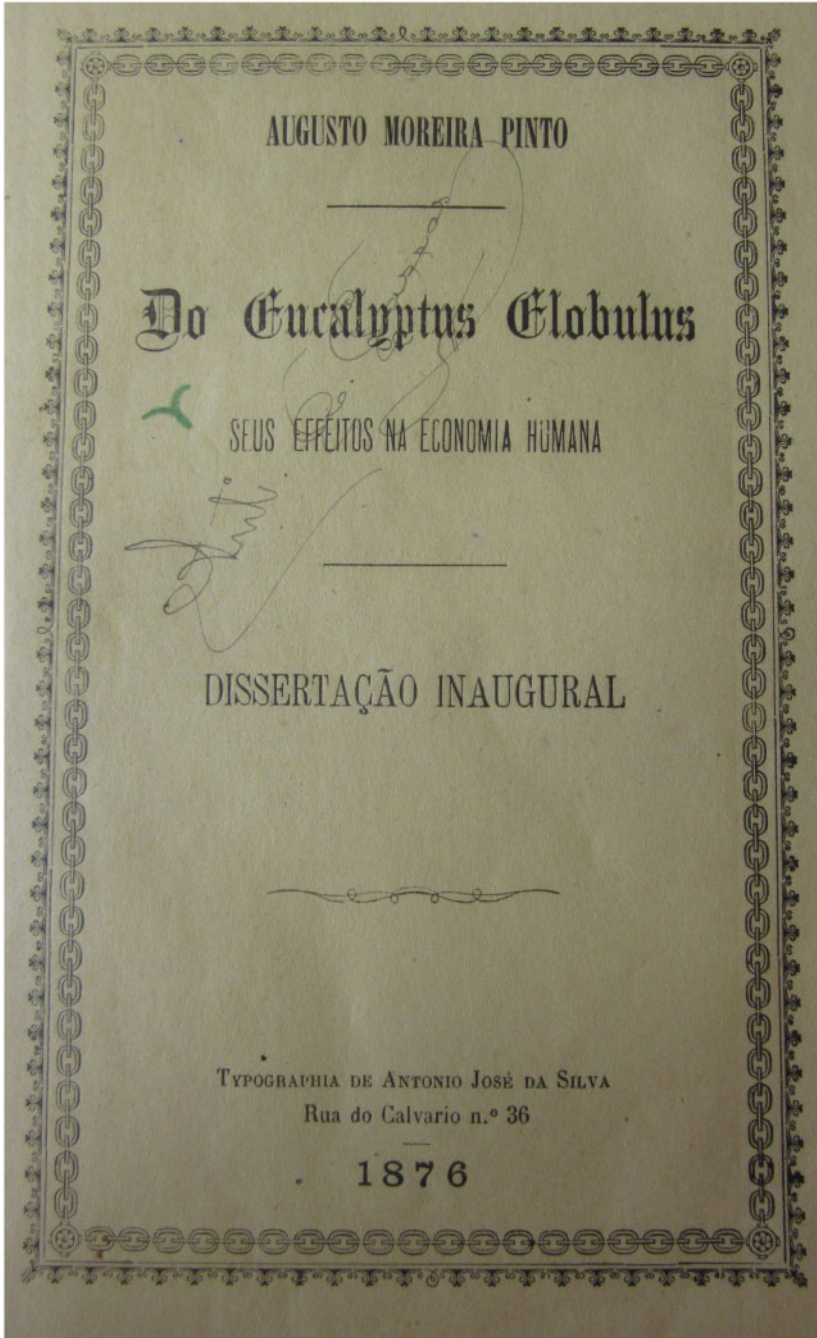 AUGUSTO MOREIRA PINTO
Do Eucalyptus Globulus
SEUS EFFEITOS NA ECONOMIA HUMANA
DISSERTAÇÃO INAUGURAL
TYPOGRAPHIA DE ANTONIO JOSÉ DA SILVA
Rua do Calvario n.º 36
1876